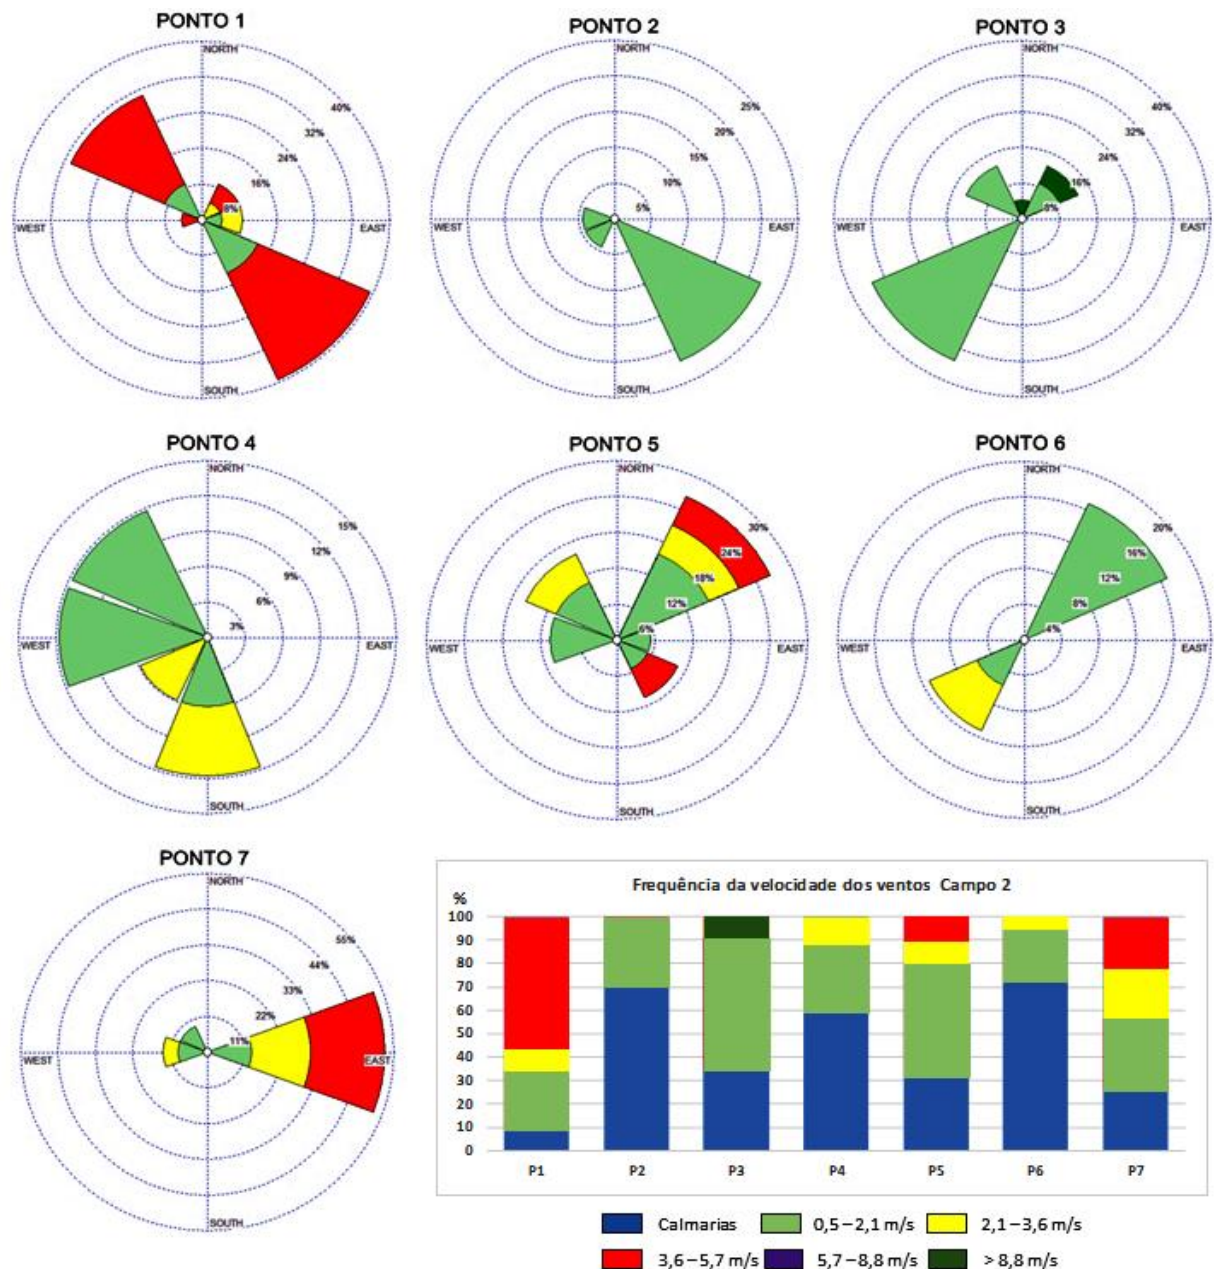 PONTO 1
NORTH
40%
32%
24%
16%
8%
WEST
EAST
SOUTH
PONTO 2
NORTH
25%
20%
15%
10%
5%
WEST
EAST
SOUTH
PONTO 3
NORTH
40%
32%
24%
16%
8%
WEST
EAST
SOUTH
PONTO 4
NORTH
15%
12%
9%
6%
3%
WEST
EAST
SOUTH
PONTO 5
NORTH
30%
24%
18%
12%
6%
WEST
EAST
SOUTH
PONTO 6
NORTH
20%
16%
12%
8%
4%
WEST
EAST
SOUTH
PONTO 7
NORTH
55%
44%
33%
22%
11%
WEST
EAST
SOUTH
Frequência da velocidade dos ventos Campo 2
%
100
90
80
70
60
50
40
30
20
10
0
P1 P2 P3 P4 P5 P6 P7
Calmarias 0,5–2,1 m/s 2,1–3,6 m/s
3,6–5,7 m/s 5,7–8,8 m/s > 8,8 m/s